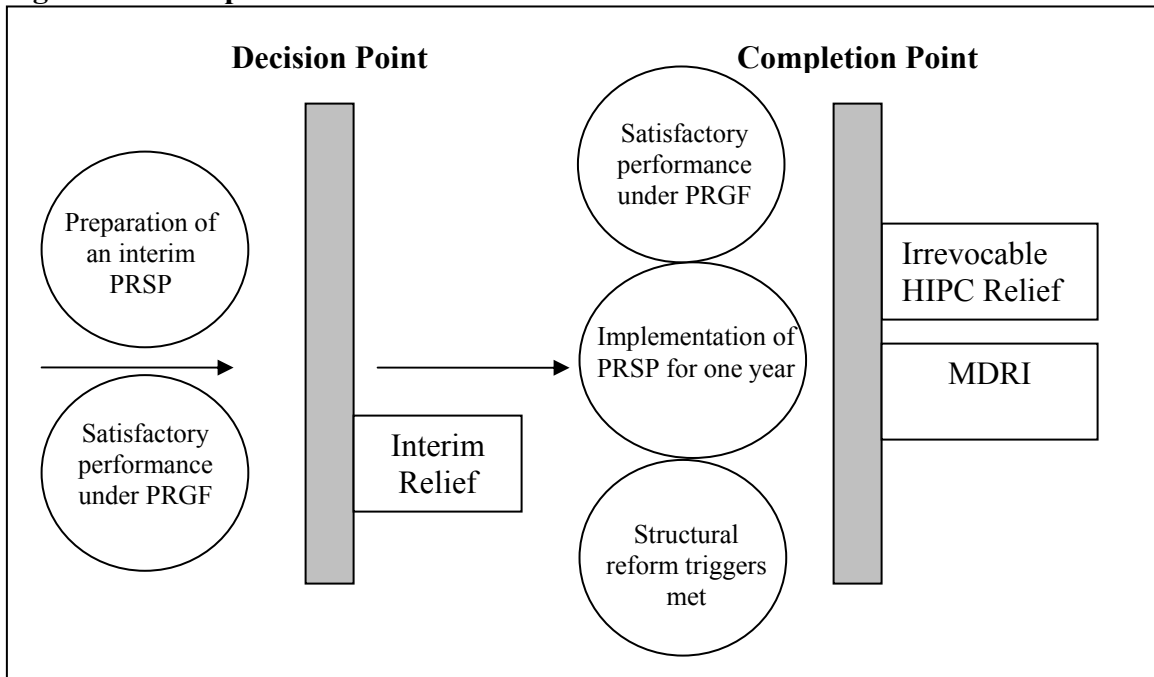 Decision Point
Completion Point
Preparation of
an interim
PRSP
Satisfactory
performance
under PRGF
Interim
Relief
Satisfactory
performance
under PRGF
Implementation of
PRSP for one year
Structural
reform triggers
met
Irrevocable
HIPC Relief
MDRI